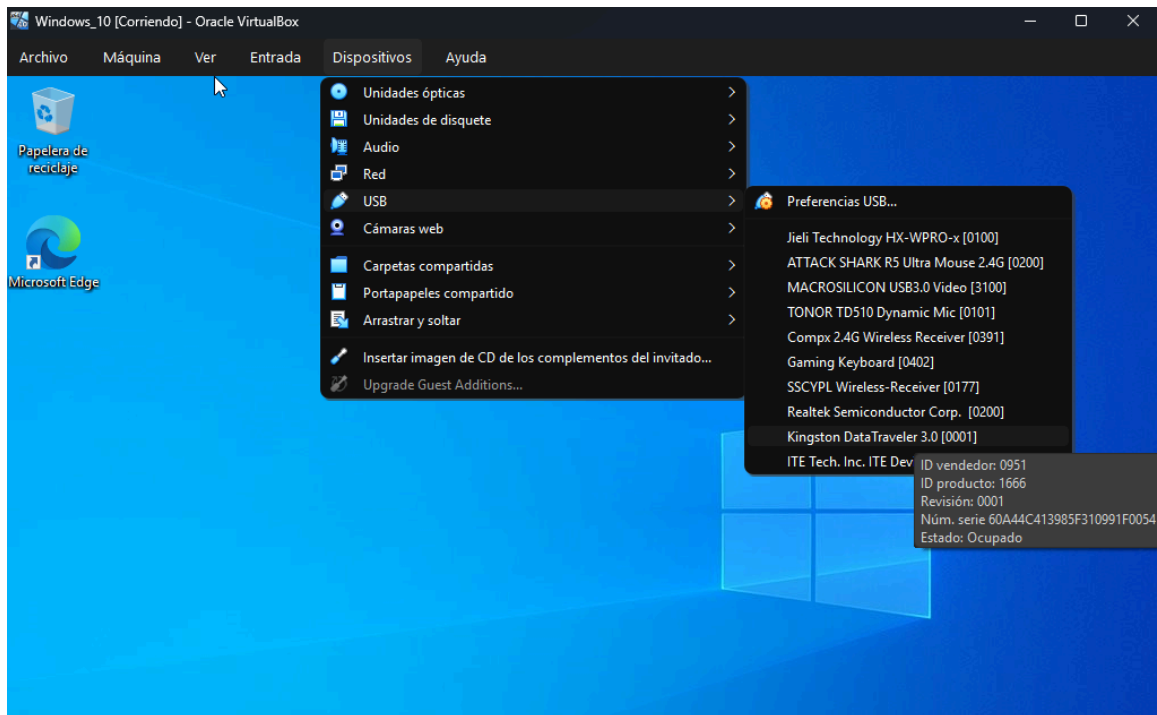 Windows_10 [Corriendo] - Oracle VirtualBox
Archivo Máquina Ver Entrada Dispositivos Ayuda
Papelera de
reciclaje
Microsoft Edge
Unidades ópticas
Unidades de disquete
Audio
Red
USB
Cámaras web
Carpetas compartidas
Portapapeles compartido
Arrastrar y soltar
Insertar imagen de CD de los complementos del invitado...
Upgrade Guest Additions...
Preferencias USB...
Jieli Technology HX-WPRO-x [0100]
ATTACK SHARK R5 Ultra Mouse 2.4G [0200]
MACROSILICON USB3.0 Video [3100]
TONOR TD510 Dynamic Mic [0101]
Compx 2.4G Wireless Receiver [0391]
Gaming Keyboard [0402]
SSCYPL Wireless-Receiver [0177]
Realtek Semiconductor Corp. [0200]
Kingston DataTraveler 3.0 [0001]
ITE Tech. Inc. ITE Dev
ID vendedor: 0951
ID producto: 1666
Revisión: 0001
Núm. serie 60A44C413985F310991F0054
Estado: Ocupado